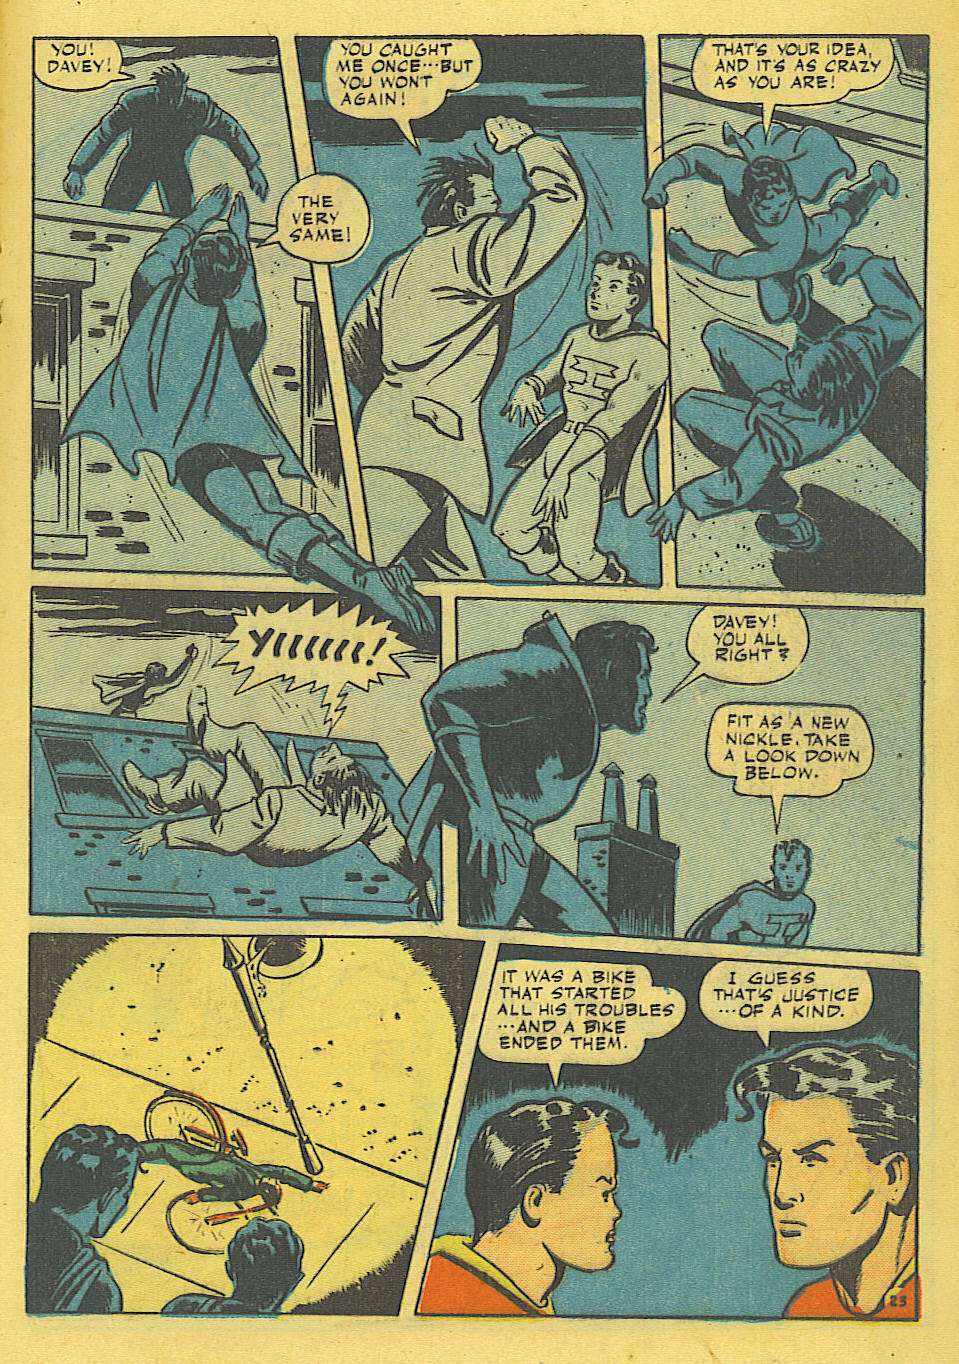 YOU!
DAVEY!
THE
VERY
SAME!
YOU CAUGHT
ME ONCE...BUT
YOU WON'T
AGAIN!
THAT'S YOUR IDEA,
AND IT'S AS CRAZY
AS YOU ARE!
YIIIIIII!
DAVEY!
YOU ALL
RIGHT?
FIT AS A NEW
NICKLE. TAKE
A LOOK DOWN
BELOW.
IT WAS A BIKE
THAT STARTED
ALL HIS TROUBLES
...AND A BIKE
ENDED THEM.
I GUESS
THAT'S JUSTICE
...OF A KIND.
23